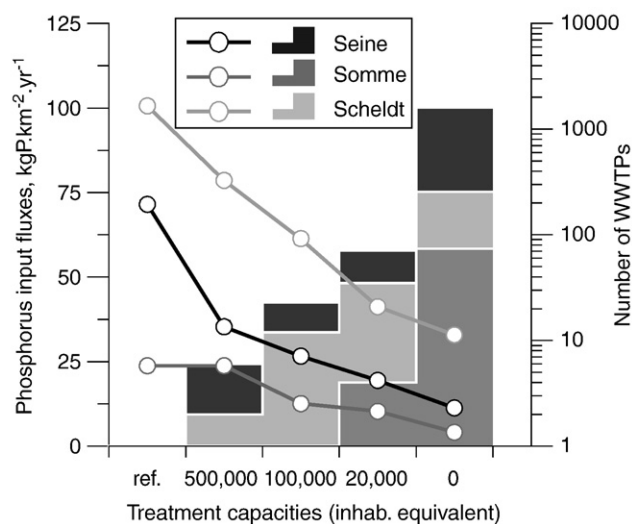 125
100
75
50
25
0
Phosphorus input fluxes, kgP.km⁻².yr⁻¹
Seine
Somme
Scheldt
10000
1000
100
10
1
Number of WWTPs
ref. 500,000 100,000 20,000 0
Treatment capacities (inhab. equivalent)